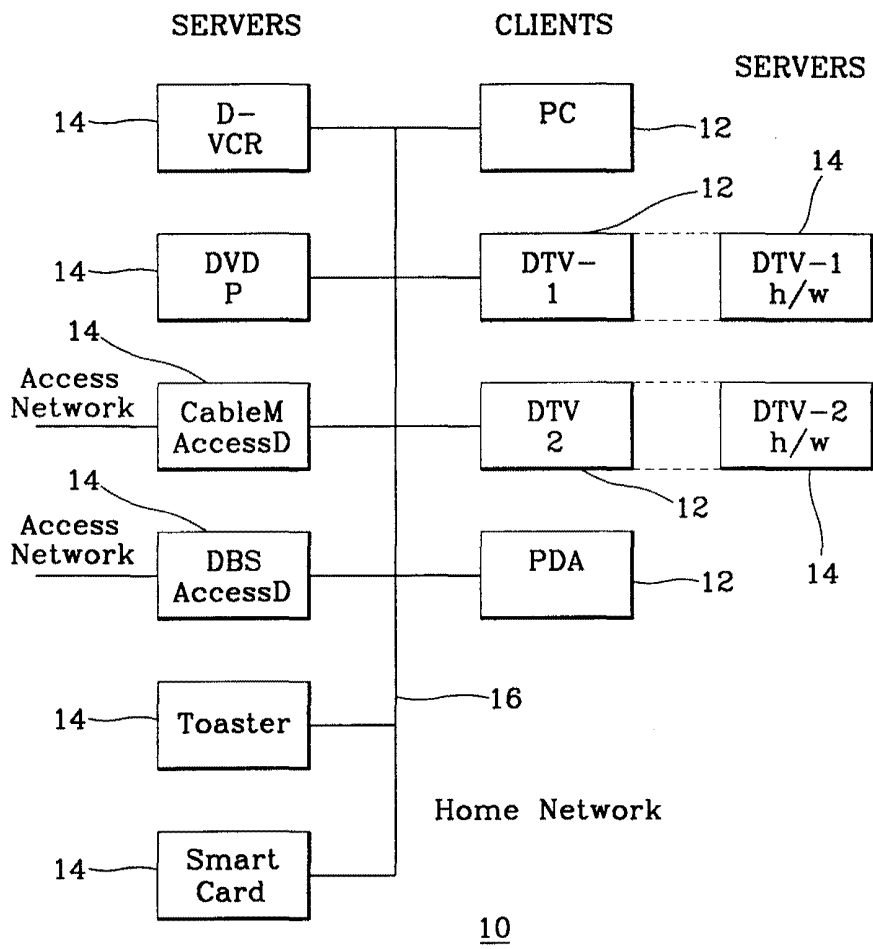 SERVERS
CLIENTS
SERVERS
14
D-
VCR
PC
12
12
14
14
DVD
P
DTV-
1
DTV-1
h/w
14
Access
Network
CableM
AccessD
DTV
2
DTV-2
h/w
14
12
Access
Network
DBS
AccessD
PDA
12
14
14
Toaster
16
Home Network
14
Smart
Card
10